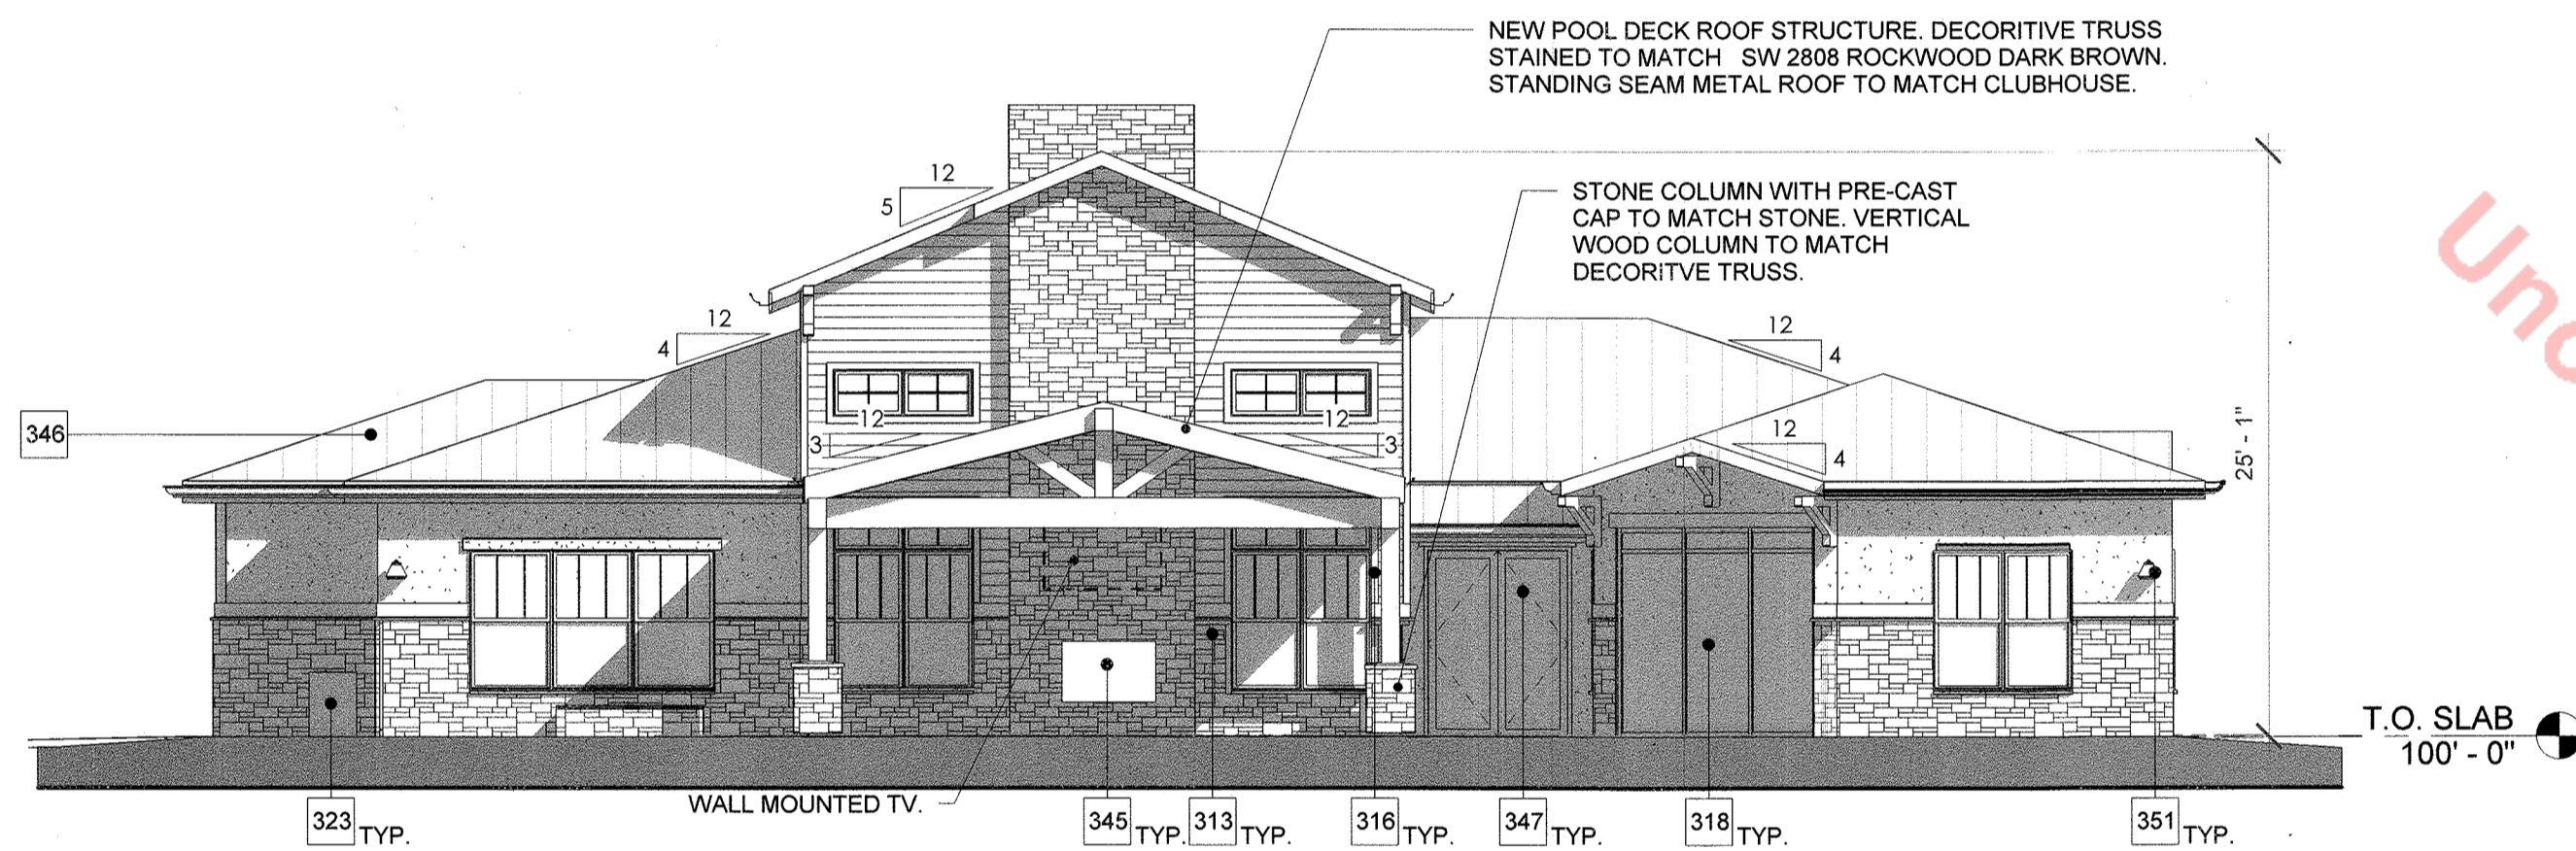 NEW POOL DECK ROOF STRUCTURE. DECORITIVE TRUSS
STAINED TO MATCH SW 2808 ROCKWOOD DARK BROWN.
STANDING SEAM METAL ROOF TO MATCH CLUBHOUSE.
STONE COLUMN WITH PRE-CAST
CAP TO MATCH STONE. VERTICAL
WOOD COLUMN TO MATCH
DECORITVE TRUSS.
12
5
12
4
12
4
12
3
12
3
12
4
346
25' - 1"
T.O. SLAB
100' - 0"
WALL MOUNTED TV.
323 TYP.
345 TYP.
313 TYP.
316 TYP.
347 TYP.
318 TYP.
351 TYP.